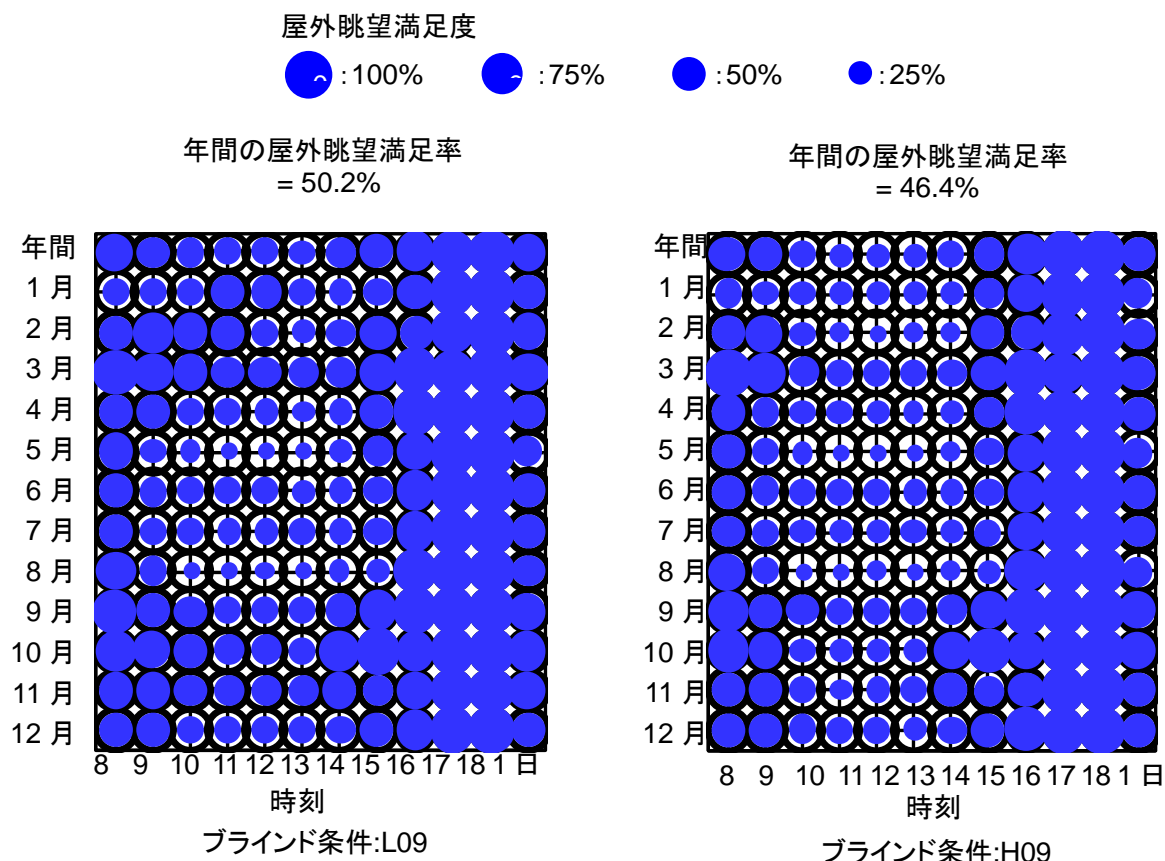 屋外眺望満足度
:100% :75% :50% :25%
年間の屋外眺望満足率
= 50.2%
年間
1 月
2 月
3 月
4 月
5 月
6 月
7 月
8 月
9 月
10 月
11 月
12 月
8 9 10 11 12 13 14 15 16 17 18 1 日
時刻
ブラインド条件:L09
年間の屋外眺望満足率
= 46.4%
年間
1 月
2 月
3 月
4 月
5 月
6 月
7 月
8 月
9 月
10 月
11 月
12 月
8 9 10 11 12 13 14 15 16 17 18 1 日
時刻
ブラインド条件:H09